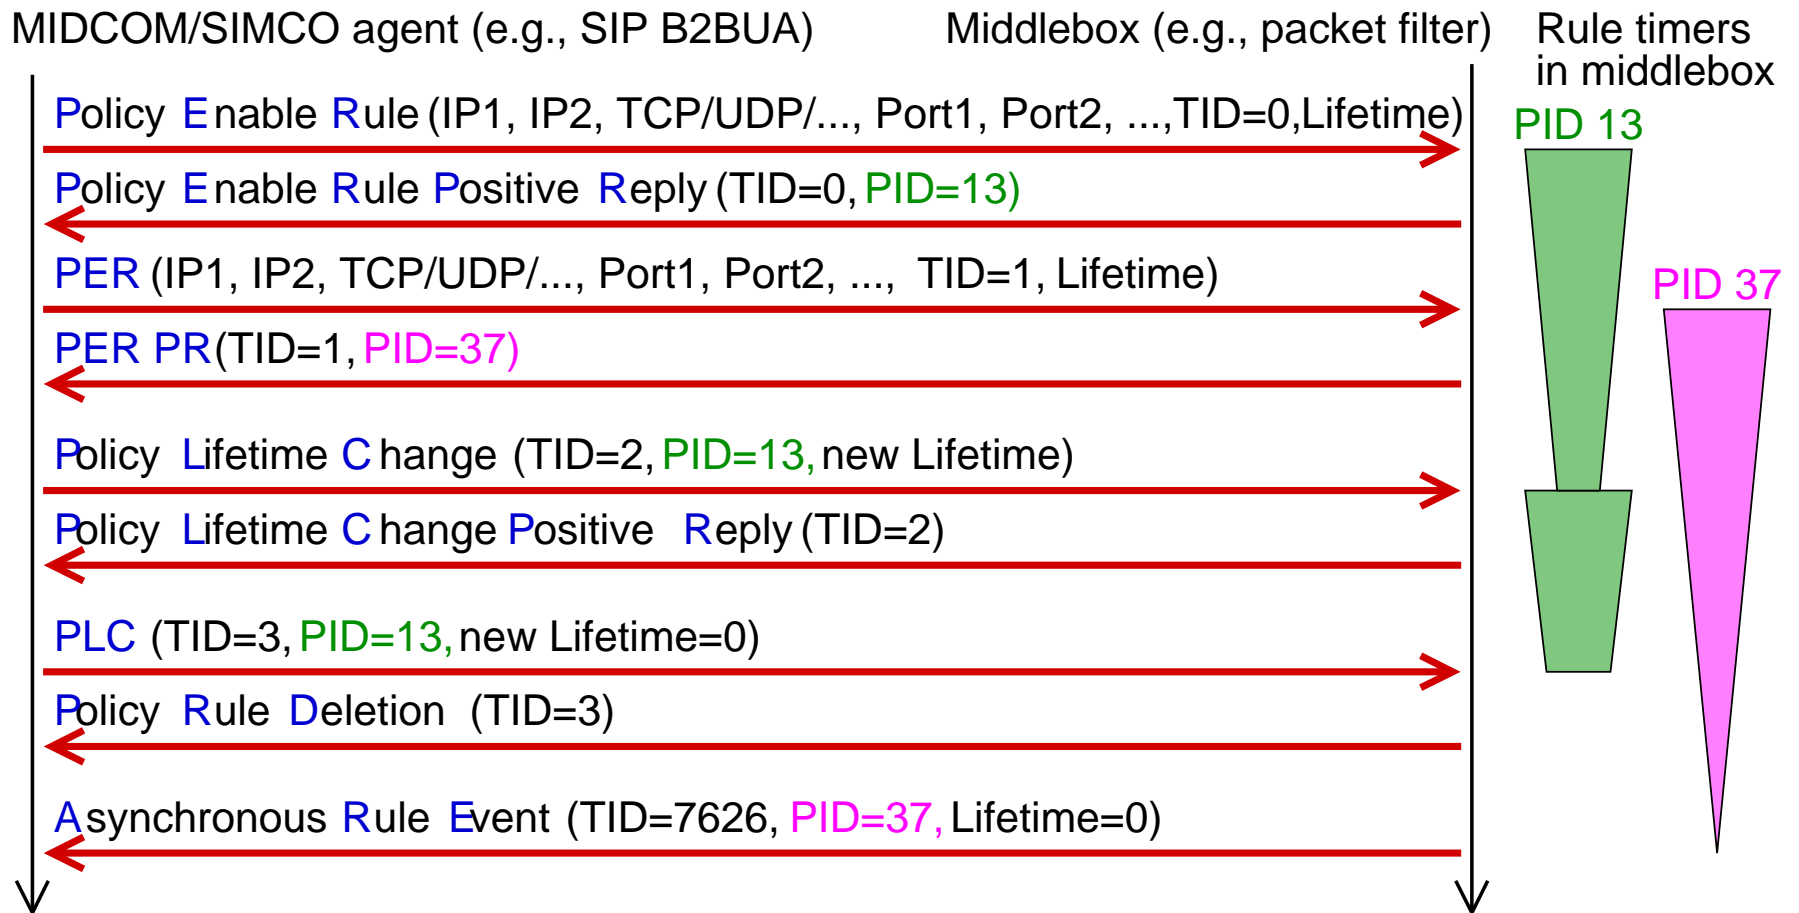 MIDCOM/SIMCO agent (e.g., SIP B2BUA)
Middlebox (e.g., packet filter)
Rule timers
in middlebox
Policy Enable Rule (IP1, IP2, TCP/UDP/..., Port1, Port2, ...,TID=0,Lifetime)
PID 13
Policy Enable Rule Positive Reply (TID=0, PID=13)
PER (IP1, IP2, TCP/UDP/..., Port1, Port2, ..., TID=1, Lifetime)
PID 37
PER PR(TID=1, PID=37)
Policy Lifetime Change (TID=2, PID=13, new Lifetime)
Policy Lifetime Change Positive Reply (TID=2)
PLC (TID=3, PID=13, new Lifetime=0)
Policy Rule Deletion (TID=3)
Asynchronous Rule Event (TID=7626, PID=37, Lifetime=0)